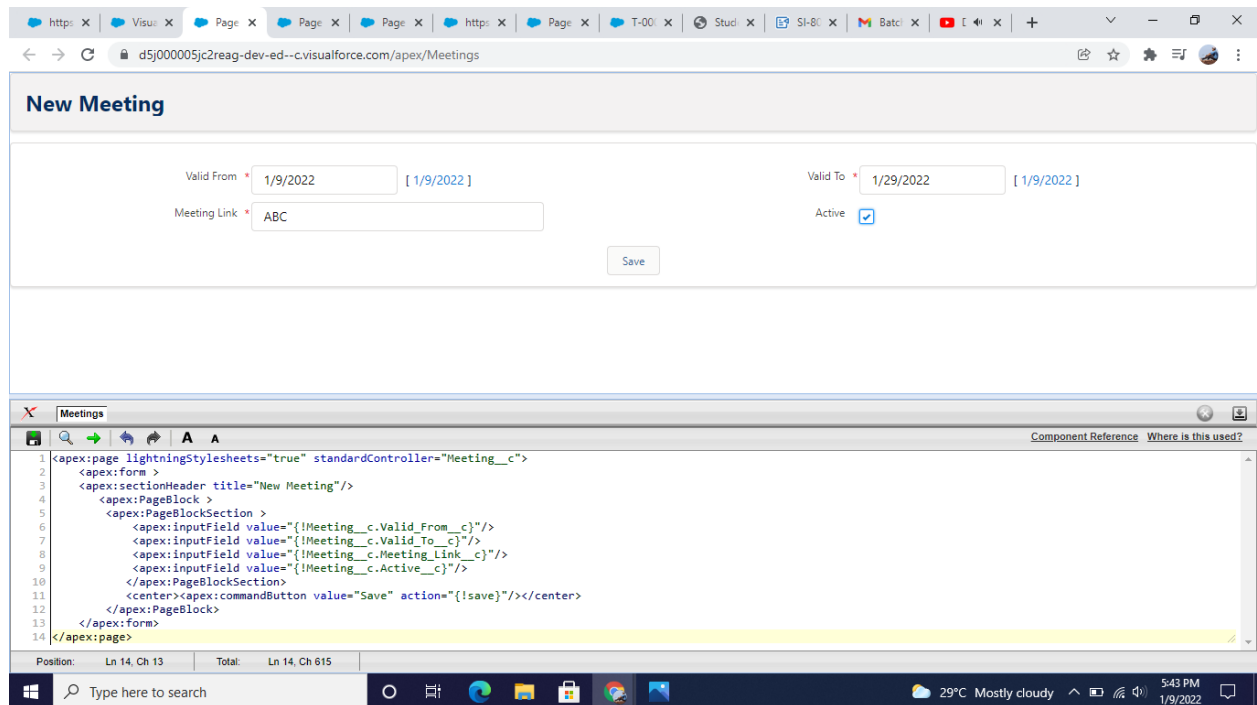 https
Visua
Page
Page
Page
https
Page
T-00
Stude
SI-80
Batch
d5j000005jc2reag-dev-ed--c.visualforce.com/apex/Meetings
New Meeting
Valid From * 1/9/2022 [ 1/9/2022 ] Valid To * 1/29/2022 [ 1/9/2022 ]
Meeting Link * ABC Active
Save
Meetings
A A Component Reference Where is this used?
1 <apex:page lightningStylesheets="true" standardController="Meeting__c">
2 <apex:form >
3 <apex:sectionHeader title="New Meeting"/>
4 <apex:PageBlock >
5 <apex:PageBlockSection >
6 <apex:inputField value="{!Meeting__c.Valid_From__c}"/>
7 <apex:inputField value="{!Meeting__c.Valid_To__c}"/>
8 <apex:inputField value="{!Meeting__c.Meeting_Link__c}"/>
9 <apex:inputField value="{!Meeting__c.Active__c}"/>
10 </apex:PageBlockSection>
11 <center><apex:commandButton value="Save" action="{!save}"/></center>
12 </apex:PageBlock>
13 </apex:form>
14 </apex:page>
Position: Ln 14, Ch 13 Total: Ln 14, Ch 615
Type here to search 29°C Mostly cloudy 5:43 PM
1/9/2022